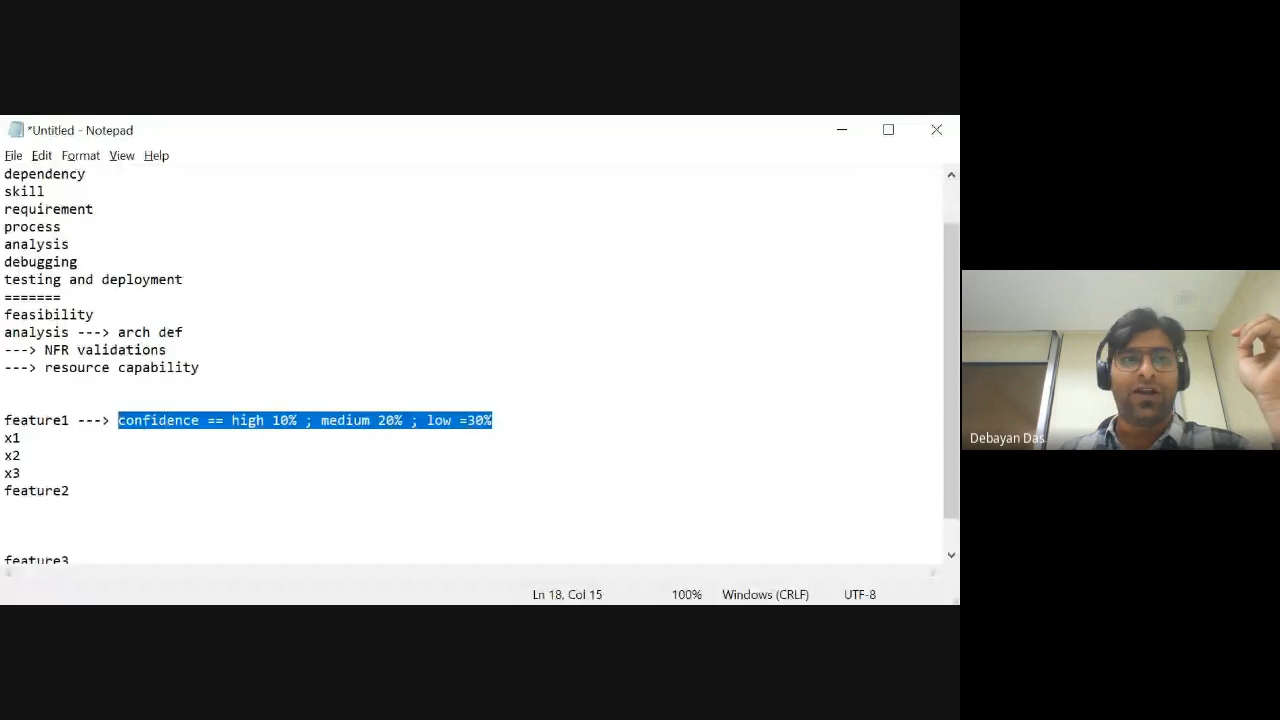 *Untitled - Notepad
File Edit Format View Help
dependency
skill
requirement
process
analysis
debugging
testing and deployment
=======
feasibility
analysis ---> arch def
---> NFR validations
---> resource capability
feature1 ---> confidence == high 10% ; medium 20% ; low =30%
x1
x2
x3
feature2
feature3
Ln 18, Col 15 100% Windows (CRLF) UTF-8
Debayan Das